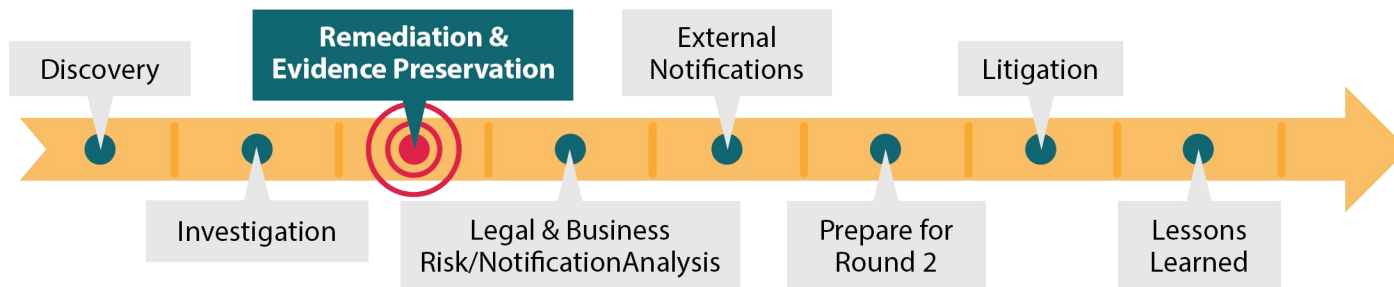 Discovery
Investigation
Remediation &
Evidence Preservation
Legal & Business
Risk/NotificationAnalysis
External
Notifications
Prepare for
Round 2
Litigation
Lessons
Learned